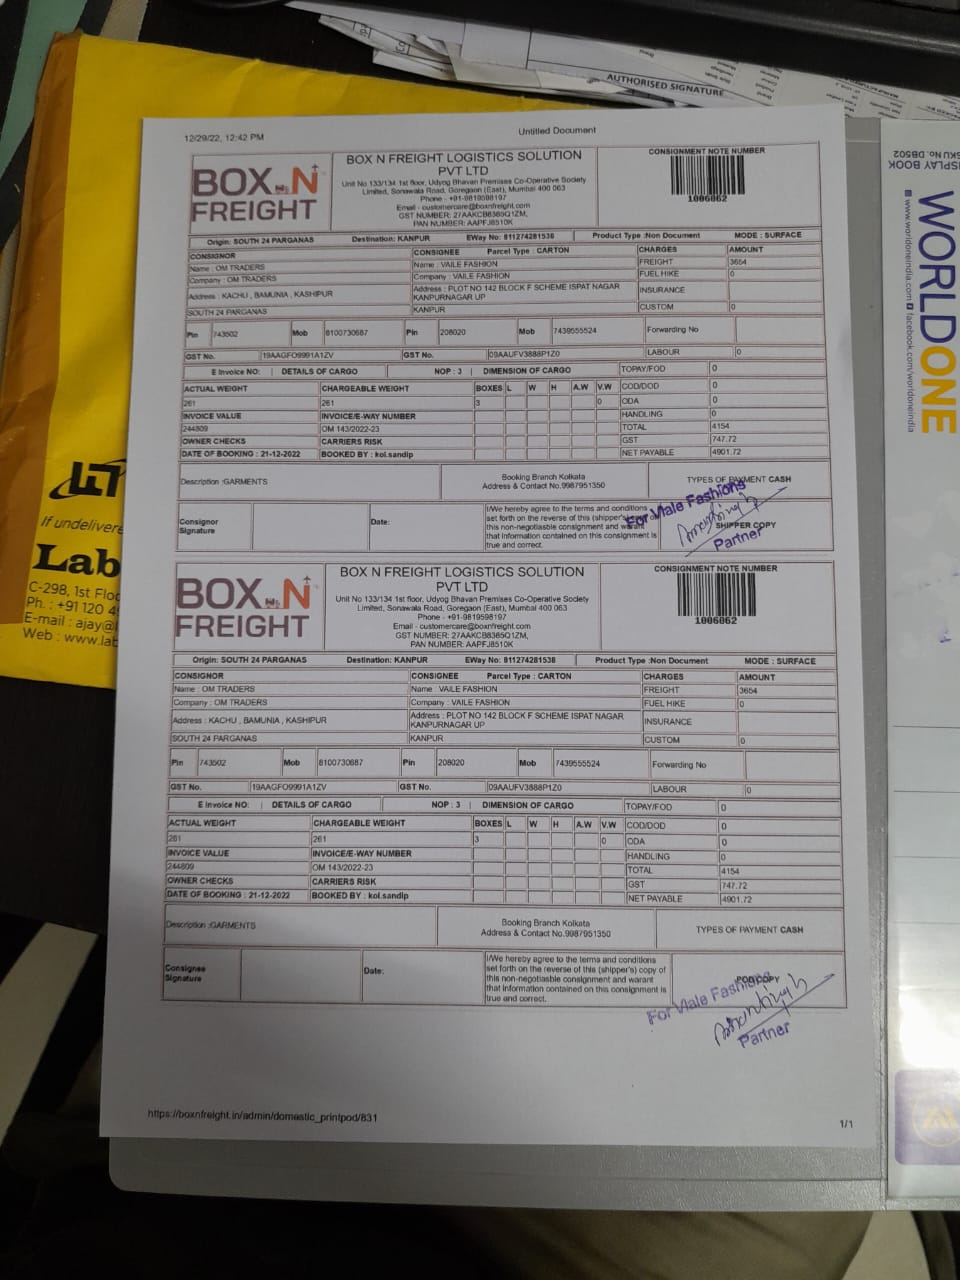 AUTHORISED SIGNATURE
12/29/22, 12:42 PM Untitled Document
BOX N FREIGHT
BOX N FREIGHT LOGISTICS SOLUTION
PVT LTD
Unit No 133/134 1st floor, Udyog Bhavan Premises Co-Operative Society
Limited, Sonawala Road, Goregaon (East), Mumbai 400 063
Phone - +91-9819598197
Email - customercare@boxnfreight.com
GST NUMBER: 27AAKCB8365Q1ZM,
PAN NUMBER: AAPFJ8510K
CONSIGNMENT NOTE NUMBER
1006062
Origin: SOUTH 24 PARGANAS Destination: KANPUR EWay No: 811274281538 Product Type :Non Document MODE : SURFACE
CONSIGNOR CONSIGNEE Parcel Type : CARTON CHARGES AMOUNT
Name : OM TRADERS Name : VAILE FASHION FREIGHT 3654
Company : OM TRADERS Company : VAILE FASHION FUEL HIKE 0
Address : KACHU , BAMUNIA , KASHIPUR Address : PLOT NO 142 BLOCK F SCHEME ISPAT NAGAR KANPURNAGAR UP INSURANCE
SOUTH 24 PARGANAS KANPUR CUSTOM 0
Pin 743502 Mob 8100730687 Pin 208020 Mob 7439555524 Forwarding No
GST No. 19AAGFO9991A1ZV GST No. 09AAUFV3888P1Z0 LABOUR 0
E Invoice NO: | DETAILS OF CARGO NOP : 3 | DIMENSION OF CARGO TOPAY/FOD 0
ACTUAL WEIGHT CHARGEABLE WEIGHT BOXES L W H A.W V.W COD/DOD 0
261 261 3 0 ODA 0
INVOICE VALUE INVOICE/E-WAY NUMBER HANDLING 0
244809 OM 143/2022-23 TOTAL 4154
OWNER CHECKS CARRIERS RISK GST 747.72
DATE OF BOOKING : 21-12-2022 BOOKED BY : kol.sandip NET PAYABLE 4901.72
Description :GARMENTS Booking Branch Kolkata
Address & Contact No.9987951350 TYPES OF PAYMENT CASH
Consignor
Signature Date:
I/We hereby agree to the terms and conditions
set forth on the reverse of this (shipper's)
this non-negotiable consignment and warrant
that information contained on this consignment is
true and correct.
SHIPPER COPY
For Viale Fashions
Partner
BOX N FREIGHT
BOX N FREIGHT LOGISTICS SOLUTION
PVT LTD
Unit No 133/134 1st floor, Udyog Bhavan Premises Co-Operative Society
Limited, Sonawala Road, Goregaon (East), Mumbai 400 063
Phone - +91-9819598197
Email - customercare@boxnfreight.com
GST NUMBER: 27AAKCB8365Q1ZM,
PAN NUMBER: AAPFJ8510K
CONSIGNMENT NOTE NUMBER
1006062
Origin: SOUTH 24 PARGANAS Destination: KANPUR EWay No: 811274281538 Product Type :Non Document MODE : SURFACE
CONSIGNOR CONSIGNEE Parcel Type : CARTON CHARGES AMOUNT
Name : OM TRADERS Name : VAILE FASHION FREIGHT 3654
Company : OM TRADERS Company : VAILE FASHION FUEL HIKE 0
Address : KACHU , BAMUNIA , KASHIPUR Address : PLOT NO 142 BLOCK F SCHEME ISPAT NAGAR KANPURNAGAR UP INSURANCE
SOUTH 24 PARGANAS KANPUR CUSTOM 0
Pin 743502 Mob 8100730687 Pin 208020 Mob 7439555524 Forwarding No
GST No. 19AAGFO9991A1ZV GST No. 09AAUFV3888P1Z0 LABOUR 0
E Invoice NO: | DETAILS OF CARGO NOP : 3 | DIMENSION OF CARGO TOPAY/FOD 0
ACTUAL WEIGHT CHARGEABLE WEIGHT BOXES L W H A.W V.W COD/DOD 0
261 261 3 0 ODA 0
INVOICE VALUE INVOICE/E-WAY NUMBER HANDLING 0
244809 OM 143/2022-23 TOTAL 4154
OWNER CHECKS CARRIERS RISK GST 747.72
DATE OF BOOKING : 21-12-2022 BOOKED BY : kol.sandip NET PAYABLE 4901.72
Description :GARMENTS Booking Branch Kolkata
Address & Contact No.9987951350 TYPES OF PAYMENT CASH
Consignee
Signature Date:
I/We hereby agree to the terms and conditions
set forth on the reverse of this (shipper's) copy of
this non-negotiable consignment and warrant
that information contained on this consignment is
true and correct.
POD COPY
For Viale Fashions
Partner
https://boxnfreight.in/admin/domestic_printpod/831 1/1
If undelivere
Lab
C-298, 1st Floo
Ph. : +91 120 4
E-mail : ajay@l
Web : www.lab
DISPLAY BOOK
SKU NO. DB502
WORLDONE
www.worldoneindia.com facebook.com/worldoneindia